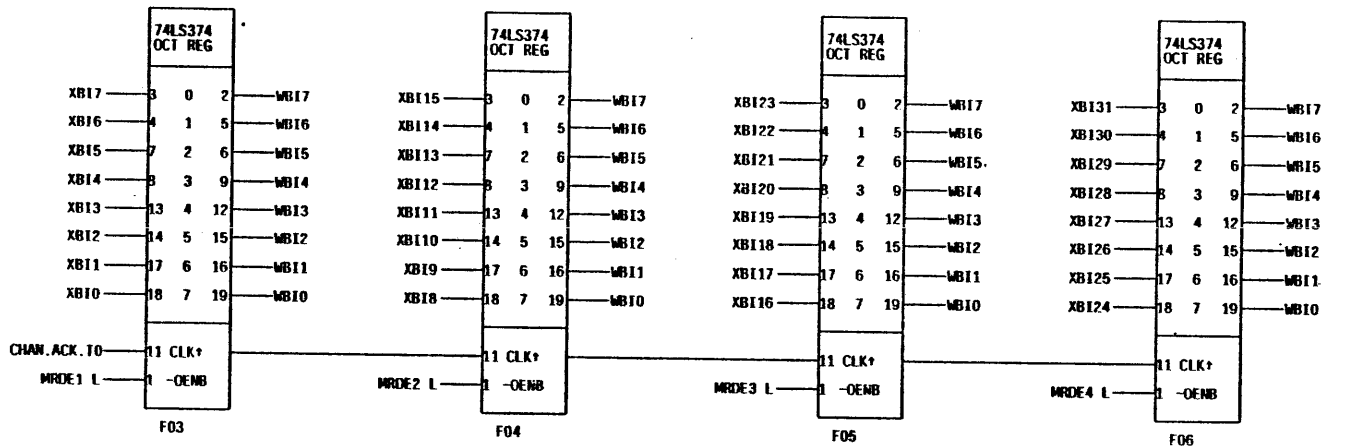 74LS374
OCT REG
XBI7 3 0 2 WBI7
XBI6 4 1 5 WBI6
XBI5 7 2 6 WBI5
XBI4 8 3 9 WBI4
XBI3 13 4 12 WBI3
XBI2 14 5 15 WBI2
XBI1 17 6 16 WBI1
XBI0 18 7 19 WBI0
CHAN.ACK.T0 11 CLK↑
MRDE1 L 1 -OENB
F03
74LS374
OCT REG
XBI15 3 0 2 WBI7
XBI14 4 1 5 WBI6
XBI13 7 2 6 WBI5
XBI12 8 3 9 WBI4
XBI11 13 4 12 WBI3
XBI10 14 5 15 WBI2
XBI9 17 6 16 WBI1
XBI8 18 7 19 WBI0
11 CLK↑
MRDE2 L 1 -OENB
F04
74LS374
OCT REG
XBI23 3 0 2 WBI7
XBI22 4 1 5 WBI6
XBI21 7 2 6 WBI5
XBI20 8 3 9 WBI4
XBI19 13 4 12 WBI3
XBI18 14 5 15 WBI2
XBI17 17 6 16 WBI1
XBI16 18 7 19 WBI0
11 CLK↑
MRDE3 L 1 -OENB
F05
74LS374
OCT REG
XBI31 3 0 2 WBI7
XBI30 4 1 5 WBI6
XBI29 7 2 6 WBI5
XBI28 8 3 9 WBI4
XBI27 13 4 12 WBI3
XBI26 14 5 15 WBI2
XBI25 17 6 16 WBI1
XBI24 18 7 19 WBI0
11 CLK↑
MRDE4 L 1 -OENB
F06